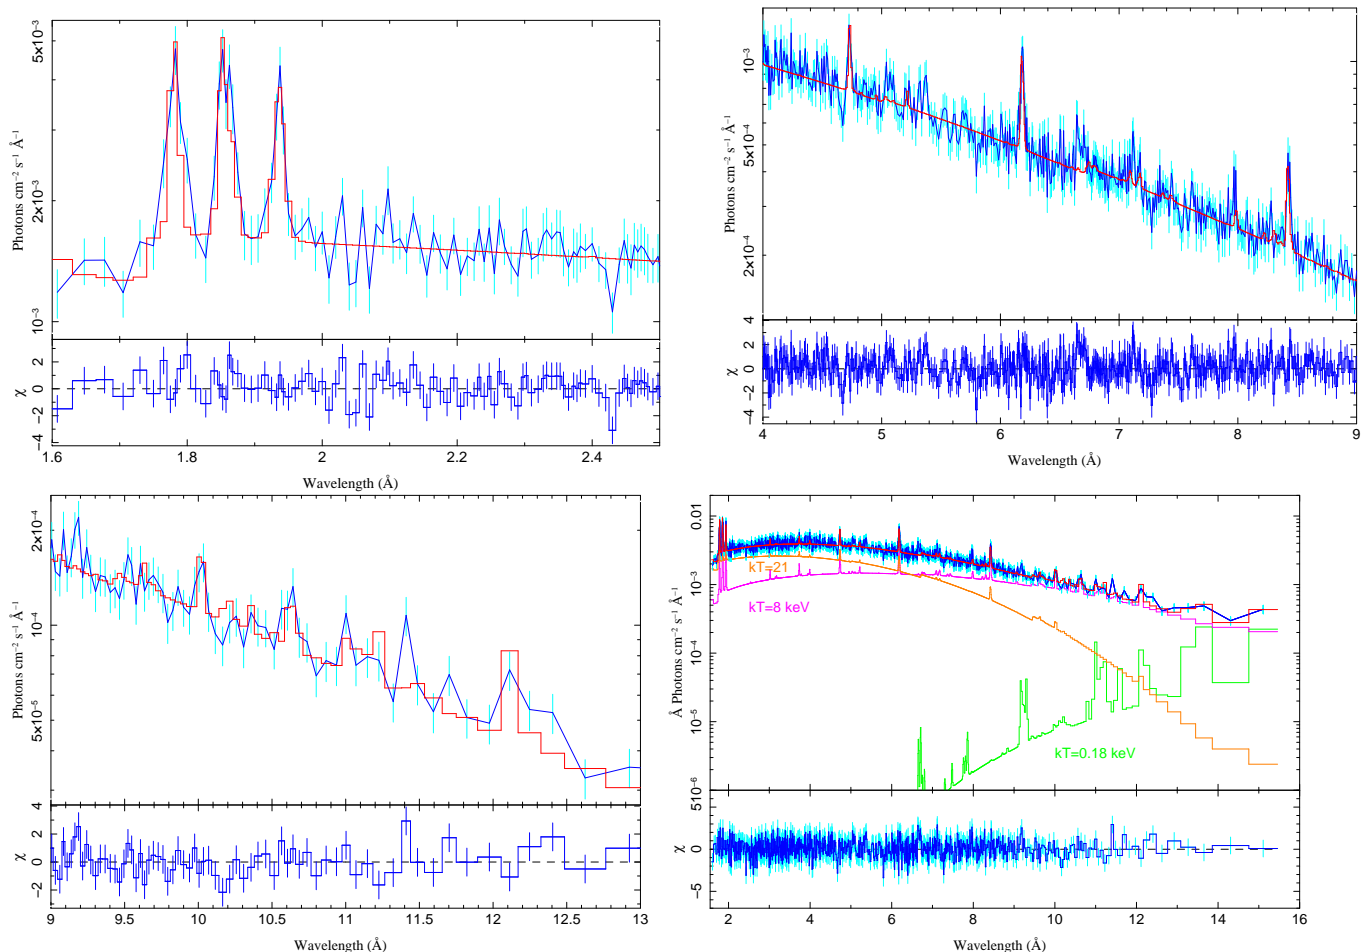 5×10⁻³
2×10⁻³
10⁻³
Photons cm⁻² s⁻¹ Å⁻¹
2
0
−2
−4
χ
1.6 1.8 2 2.2 2.4
Wavelength (Å)
10⁻³
5×10⁻⁴
2×10⁻⁴
Photons cm⁻² s⁻¹ Å⁻¹
4
2
0
−2
−4
χ
4 5 6 7 8 9
Wavelength (Å)
2×10⁻⁴
10⁻⁴
5×10⁻⁵
Photons cm⁻² s⁻¹ Å⁻¹
4
2
0
−2
χ
9 9.5 10 10.5 11 11.5 12 12.5 13
Wavelength (Å)
0.01
10⁻³
10⁻⁴
10⁻⁵
10⁻⁶
Å Photons cm⁻² s⁻¹ Å⁻¹
kT=21
kT=8 keV
kT=0.18 keV
0
−5
χ
2 4 6 8 10 12 14 16
Wavelength (Å)